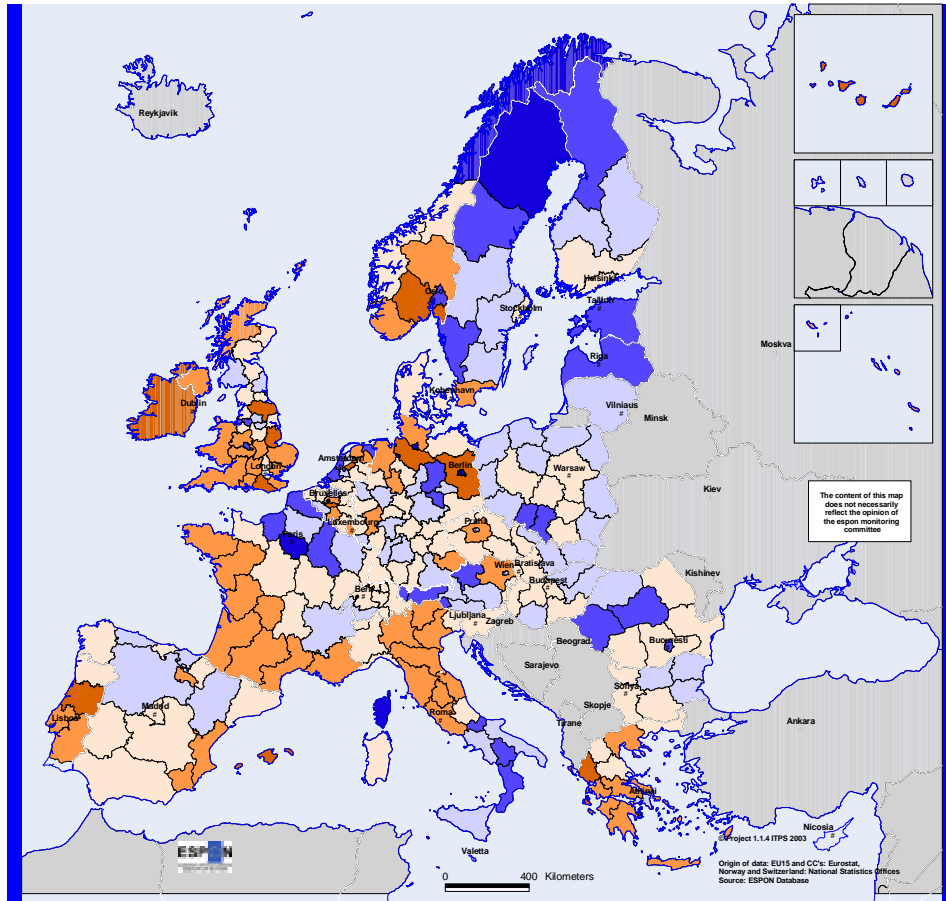 Reykjavik
Helsinki
Oslo
Tallinn
#
Stockholm
Moskva
Riga
#
København
Vilniaus
#
Minsk
Dublin
#
London
Amsterdam
Berlin
Warsaw
#
Bruxelles
Kiev
The content of this map
does not necessarily
reflect the opinion of
the espon monitoring
committee
Luxembourg
#
Praha
Paris
Wien
Bratislava
#
Kishinev
Budapest
#
Bern
#
Ljubljana
#
Zagreb
Beograd
Bucuresti
#
Sarajevo
Sofiya
#
Skopje
Madrid
#
Lisboa
Roma
#
Tirane
Ankara
Athinai
Nicosia
#
Valetta
ESPON
0 400 Kilometers
© Project 1.1.4 ITPS 2003
Origin of data: EU15 and CC's: Eurostat,
Norway and Switzerland: National Statistics Offices
Source: ESPON Database